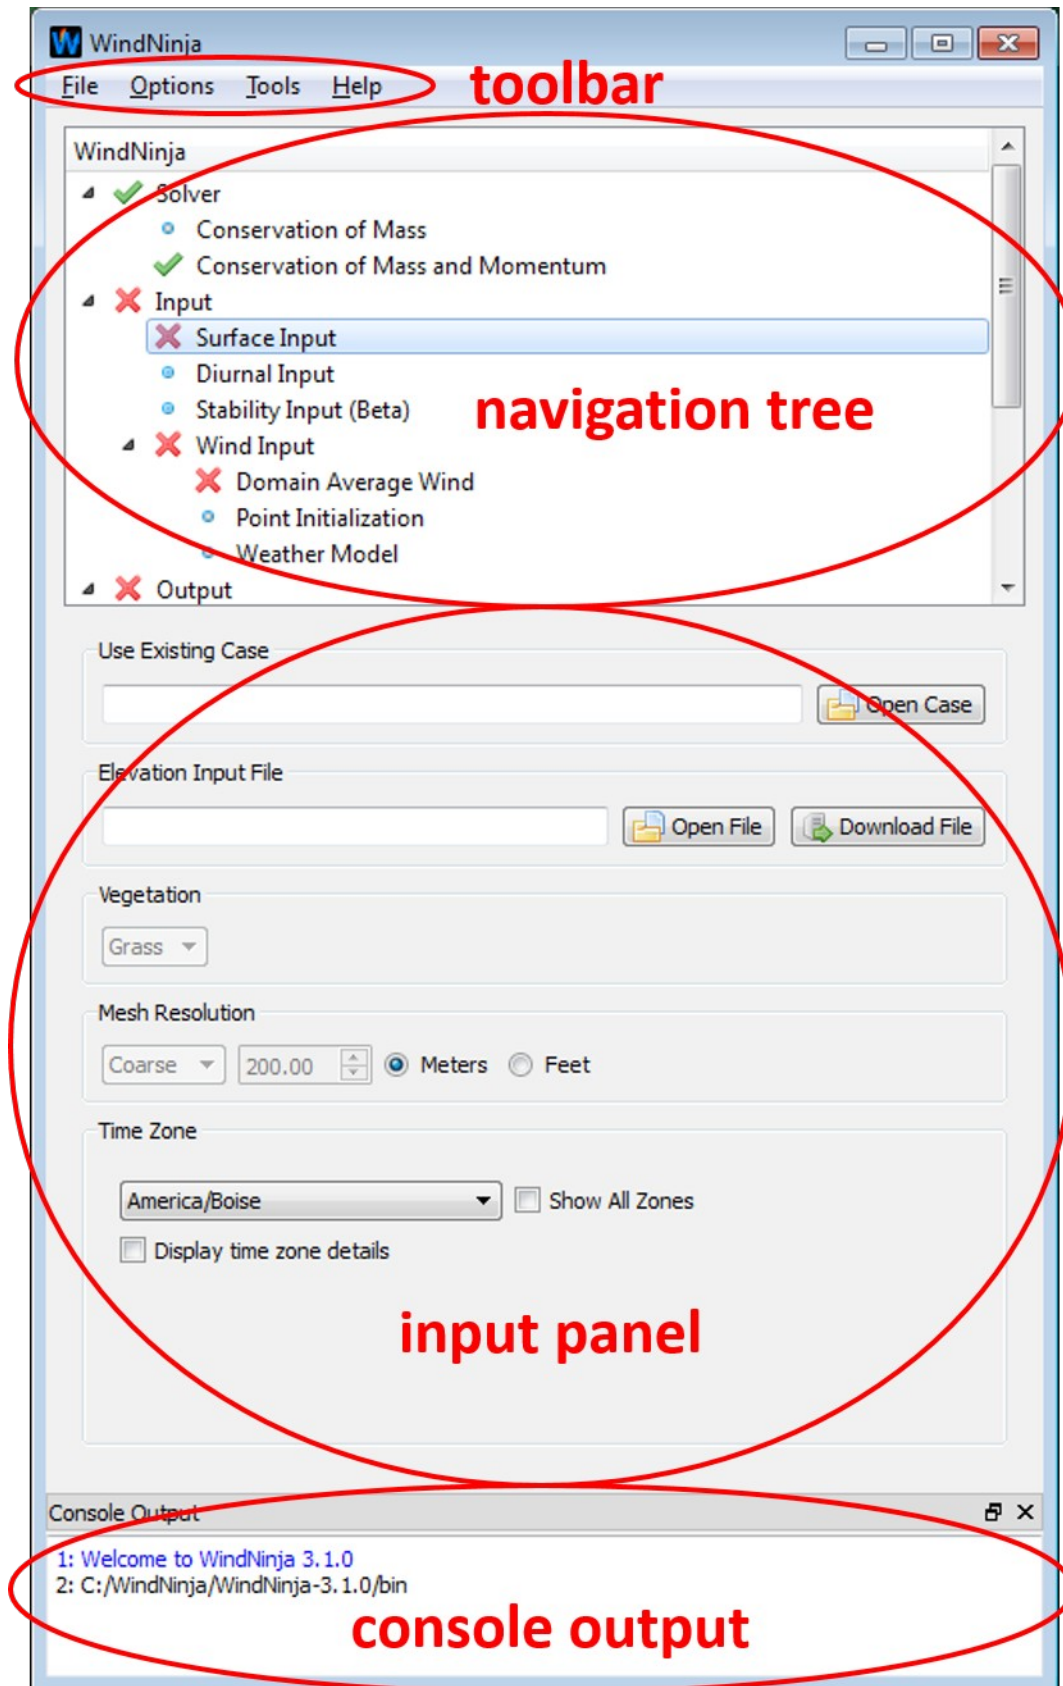 WindNinja
File Options Tools Help
toolbar
WindNinja
Solver
Conservation of Mass
Conservation of Mass and Momentum
Input
Surface Input
Diurnal Input
Stability Input (Beta)
navigation tree
Wind Input
Domain Average Wind
Point Initialization
Weather Model
Output
Use Existing Case
Open Case
Elevation Input File
Open File Download File
Vegetation
Grass
Mesh Resolution
Coarse 200.00 Meters Feet
Time Zone
America/Boise Show All Zones
Display time zone details
input panel
Console Output
1: Welcome to WindNinja 3.1.0
2: C:/WindNinja/WindNinja-3.1.0/bin
console output